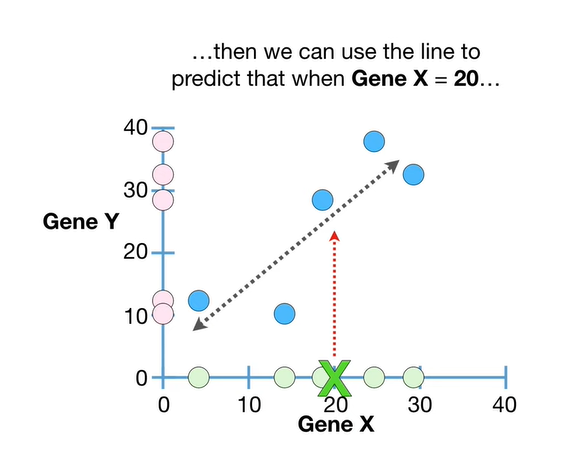 ...then we can use the line to
predict that when Gene X = 20...
40
30
Gene Y
20
10
0
X
0
10
20
30
40
Gene X